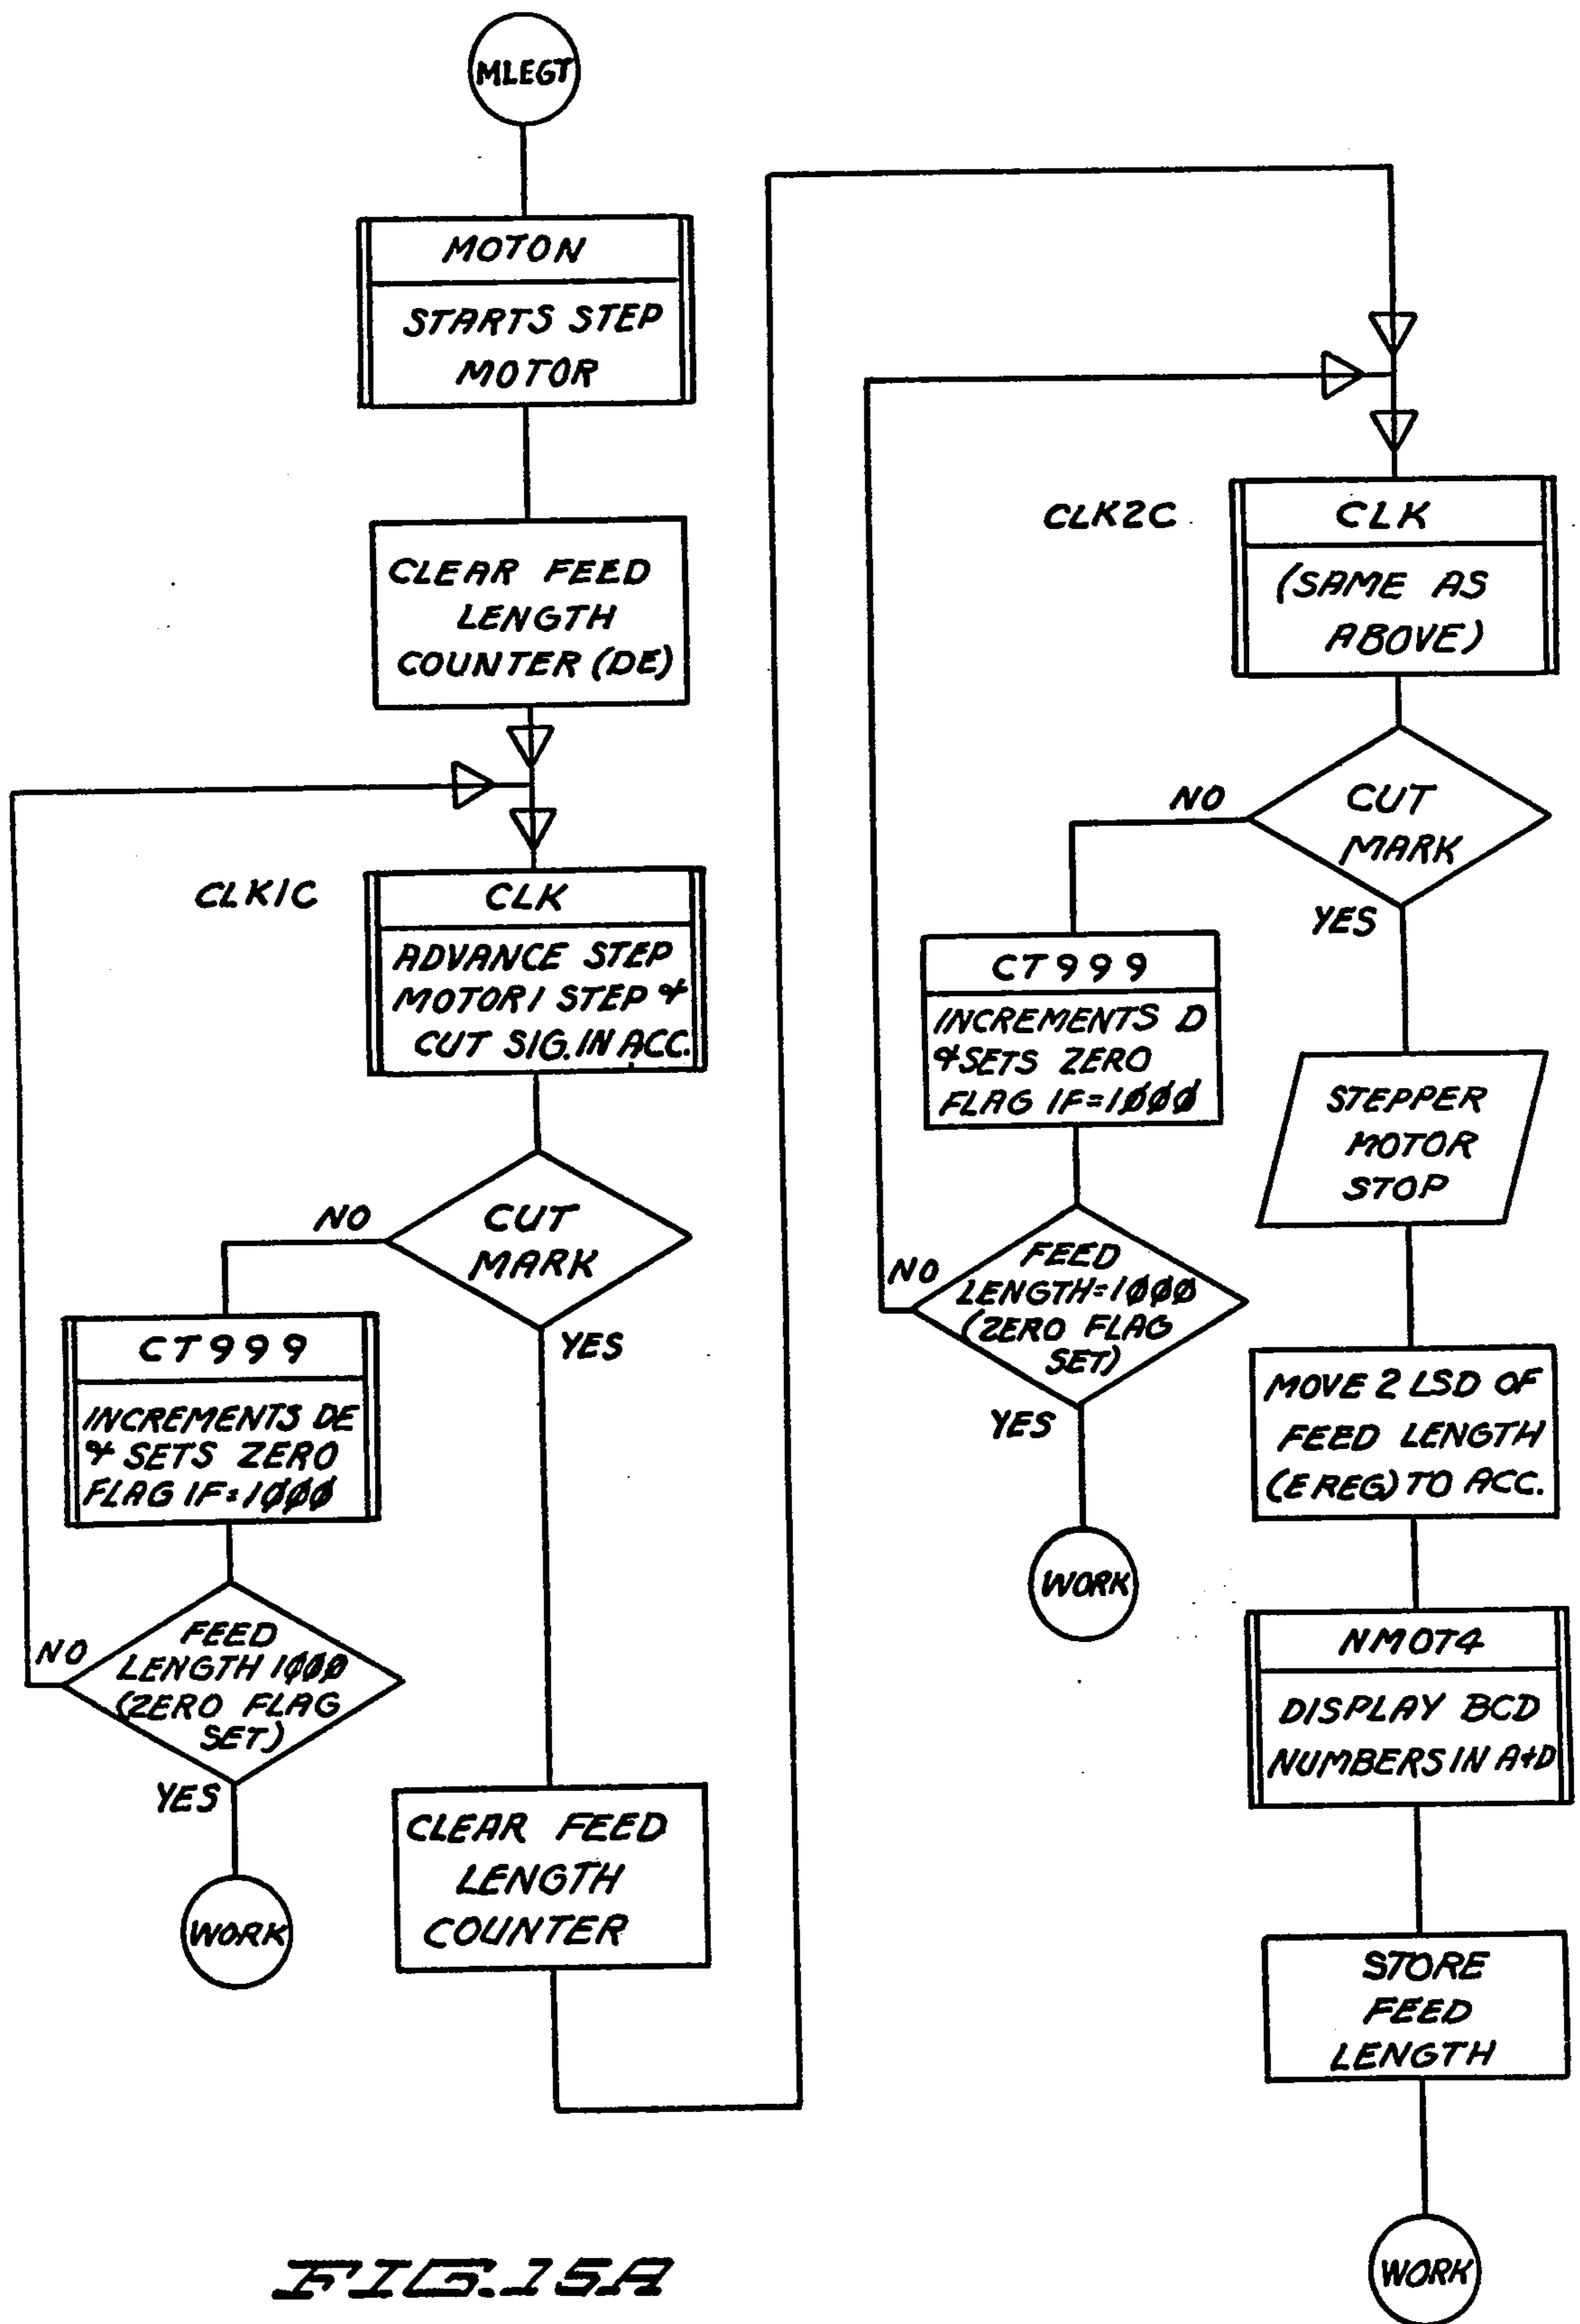 MLEGT
MOTON
STARTS STEP
MOTOR
CLEAR FEED
LENGTH
COUNTER (DE)
CLK1C
CLK
ADVANCE STEP
MOTOR 1 STEP &
CUT SIG. IN ACC.
CUT
MARK
NO
YES
CT999
INCREMENTS DE
& SETS ZERO
FLAG IF=1ØØØ
FEED
LENGTH 1ØØØ
(ZERO FLAG
SET)
NO
YES
WORK
CLEAR FEED
LENGTH
COUNTER
CLK2C
CLK
(SAME AS
ABOVE)
CUT
MARK
NO
YES
CT999
INCREMENTS D
& SETS ZERO
FLAG IF=1ØØØ
FEED
LENGTH=1ØØØ
(ZERO FLAG
SET)
NO
YES
WORK
STEPPER
MOTOR
STOP
MOVE 2 LSD OF
FEED LENGTH
(E REG) TO ACC.
NMOT4
DISPLAY BCD
NUMBERS IN A+D
STORE
FEED
LENGTH
WORK
FIG. 15A